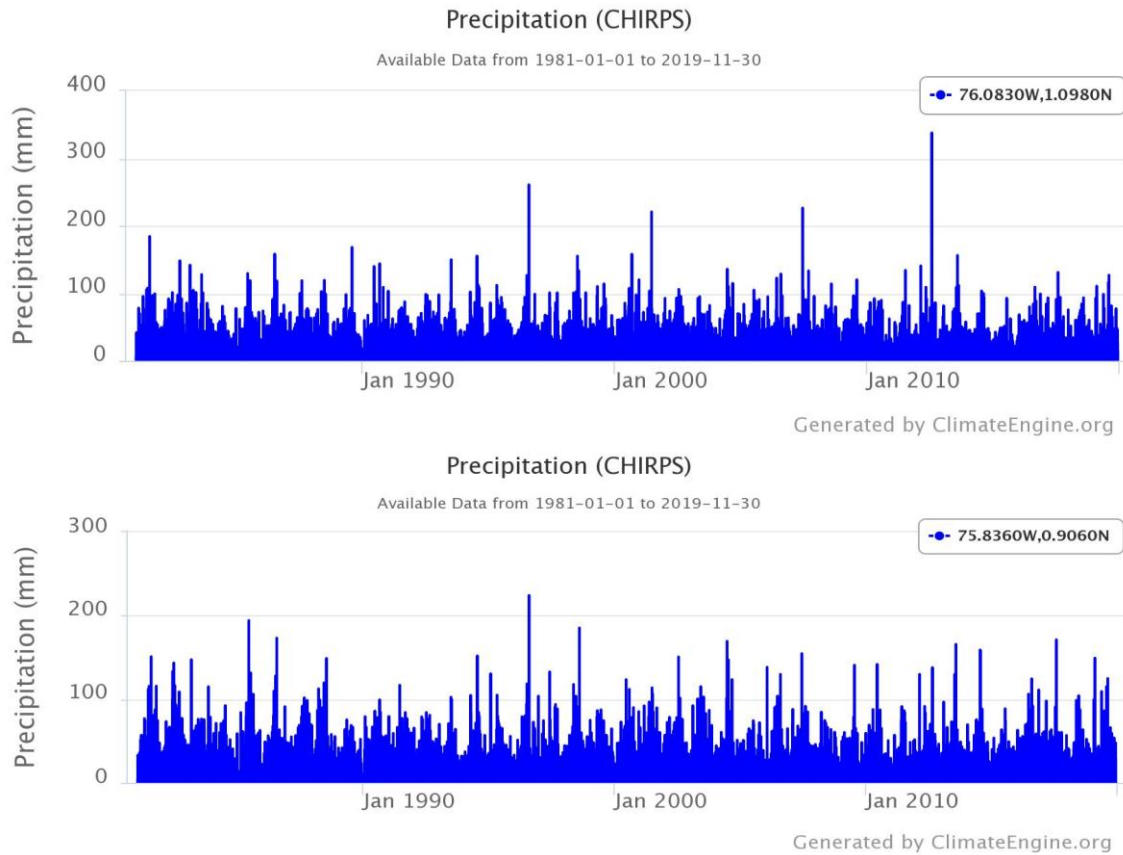 Precipitation (CHIRPS)
Available Data from 1981-01-01 to 2019-11-30
76.0830W,1.0980N
Precipitation (mm)
400
300
200
100
0
Jan 1990
Jan 2000
Jan 2010
Generated by ClimateEngine.org
Precipitation (CHIRPS)
Available Data from 1981-01-01 to 2019-11-30
75.8360W,0.9060N
Precipitation (mm)
300
200
100
0
Jan 1990
Jan 2000
Jan 2010
Generated by ClimateEngine.org